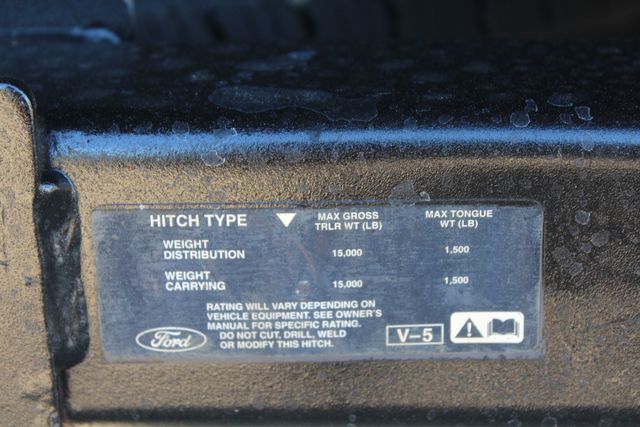 HITCH TYPE MAX GROSS TRLR WT (LB) MAX TONGUE WT (LB)
WEIGHT DISTRIBUTION 15,000 1,500
WEIGHT CARRYING 15,000 1,500
RATING WILL VARY DEPENDING ON
VEHICLE EQUIPMENT. SEE OWNER'S
MANUAL FOR SPECIFIC RATING.
DO NOT CUT, DRILL, WELD
OR MODIFY THIS HITCH.
Ford
V-5